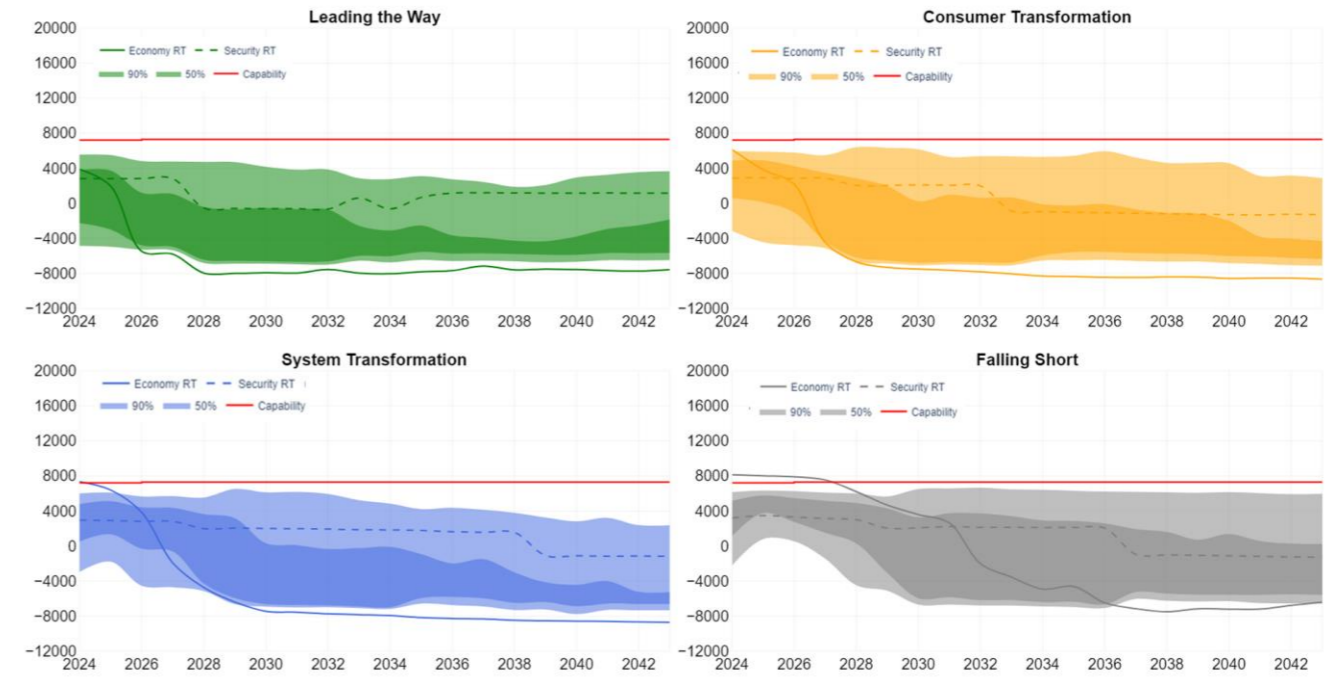 Leading the Way
20000
16000
12000
8000
4000
0
−4000
−8000
−12000
Economy RT Security RT
90% 50% Capability
2024 2026 2028 2030 2032 2034 2036 2038 2040 2042
Consumer Transformation
20000
16000
12000
8000
4000
0
−4000
−8000
−12000
Economy RT Security RT
90% 50% Capability
2024 2026 2028 2030 2032 2034 2036 2038 2040 2042
System Transformation
20000
16000
12000
8000
4000
0
−4000
−8000
−12000
Economy RT Security RT
90% 50% Capability
2024 2026 2028 2030 2032 2034 2036 2038 2040 2042
Falling Short
20000
16000
12000
8000
4000
0
−4000
−8000
−12000
Economy RT Security RT
90% 50% Capability
2024 2026 2028 2030 2032 2034 2036 2038 2040 2042